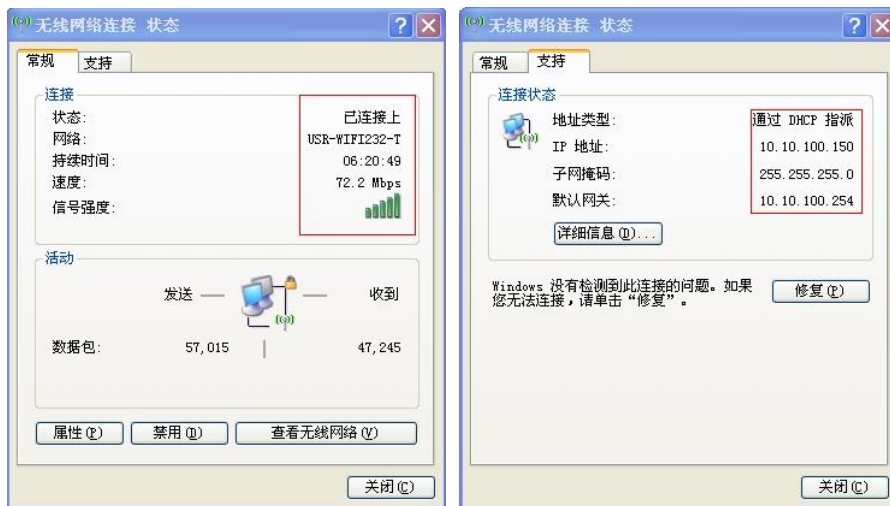 无线网络连接 状态
常规
支持
连接
状态:
已连接上
网络:
USR-WIFI232-T
持续时间:
06:20:49
速度:
72.2 Mbps
信号强度:
活动
发送
收到
数据包:
57,015
47,245
属性(P)
禁用(D)
查看无线网络(V)
关闭(C)
无线网络连接 状态
常规
支持
连接状态
地址类型:
通过 DHCP 指派
IP 地址:
10.10.100.150
子网掩码:
255.255.255.0
默认网关:
10.10.100.254
详细信息(D)...
Windows 没有检测到此连接的问题。如果
您无法连接,请单击“修复”。
修复(P)
关闭(C)